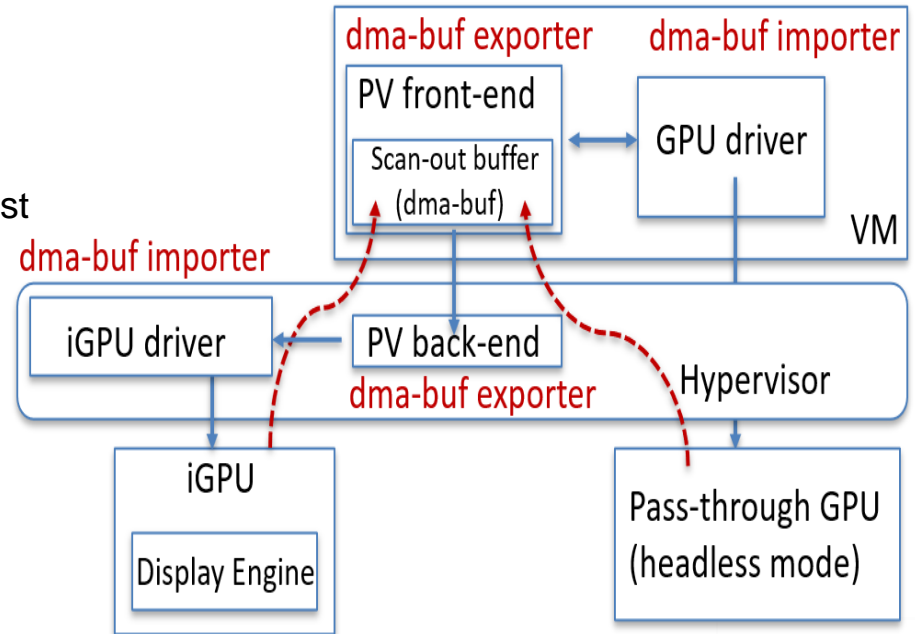 dma-buf exporter
dma-buf importer
PV front-end
Scan-out buffer
(dma-buf)
GPU driver
VM
st
dma-buf importer
iGPU driver
PV back-end
dma-buf exporter
Hypervisor
iGPU
Display Engine
Pass-through GPU
(headless mode)